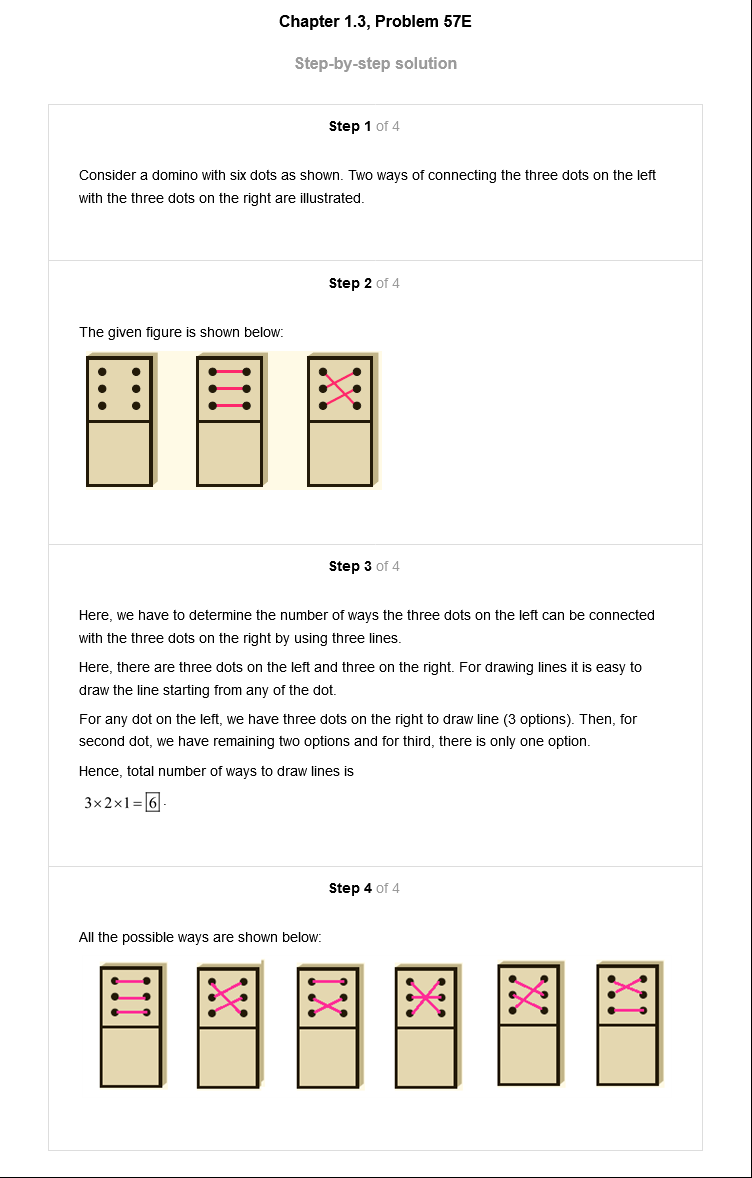 Chapter 1.3, Problem 57E
Step-by-step solution
Step 1 of 4
Consider a domino with six dots as shown. Two ways of connecting the three dots on the left
with the three dots on the right are illustrated.
Step 2 of 4
The given figure is shown below:
Step 3 of 4
Here, we have to determine the number of ways the three dots on the left can be connected
with the three dots on the right by using three lines.
Here, there are three dots on the left and three on the right. For drawing lines it is easy to
draw the line starting from any of the dot.
For any dot on the left, we have three dots on the right to draw line (3 options). Then, for
second dot, we have remaining two options and for third, there is only one option.
Hence, total number of ways to draw lines is
3×2×1=6.
Step 4 of 4
All the possible ways are shown below: